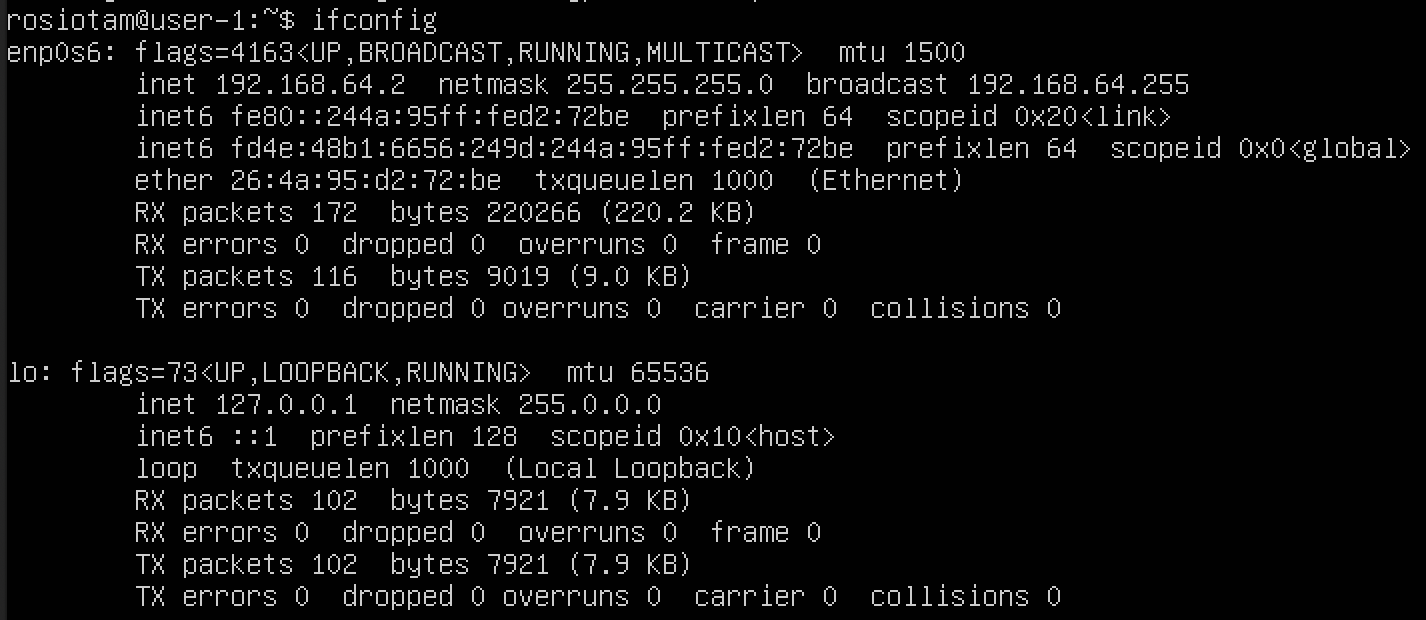 rosiotam@user-1:~$ ifconfig
enp0s6: flags=4163<UP,BROADCAST,RUNNING,MULTICAST>  mtu 1500
        inet 192.168.64.2  netmask 255.255.255.0  broadcast 192.168.64.255
        inet6 fe80::244a:95ff:fed2:72be  prefixlen 64  scopeid 0x20<link>
        inet6 fd4e:48b1:6656:249d:244a:95ff:fed2:72be  prefixlen 64  scopeid 0x0<global>
        ether 26:4a:95:d2:72:be  txqueuelen 1000  (Ethernet)
        RX packets 172  bytes 220266 (220.2 KB)
        RX errors 0  dropped 0  overruns 0  frame 0
        TX packets 116  bytes 9019 (9.0 KB)
        TX errors 0  dropped 0 overruns 0  carrier 0  collisions 0

lo: flags=73<UP,LOOPBACK,RUNNING>  mtu 65536
        inet 127.0.0.1  netmask 255.0.0.0
        inet6 ::1  prefixlen 128  scopeid 0x10<host>
        loop  txqueuelen 1000  (Local Loopback)
        RX packets 102  bytes 7921 (7.9 KB)
        RX errors 0  dropped 0  overruns 0  frame 0
        TX packets 102  bytes 7921 (7.9 KB)
        TX errors 0  dropped 0 overruns 0  carrier 0  collisions 0